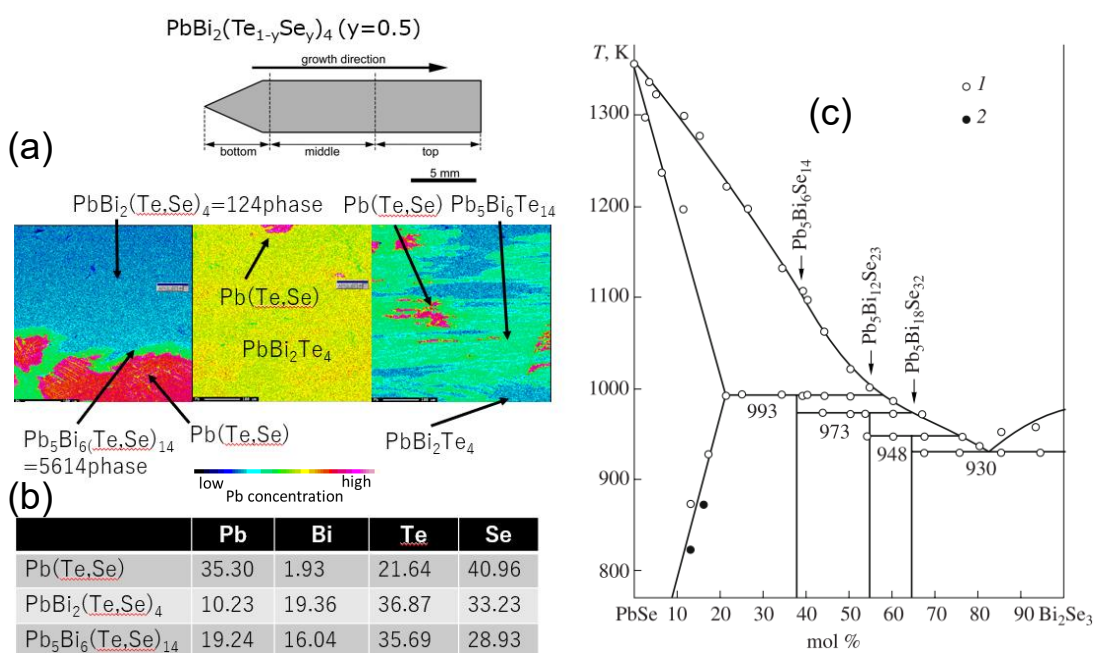 PbBi2(Te1-ySey)4 (y=0.5)
growth direction
bottom middle top
5 mm
(a)
PbBi2(Te,Se)4=124phase
Pb(Te,Se) Pb5Bi6Te14
Pb(Te,Se)
PbBi2Te4
Pb5Bi6(Te,Se)14
=5614phase
Pb(Te,Se)
PbBi2Te4
low high
Pb concentration
(b)
Pb Bi Te Se
Pb(Te,Se) 35.30 1.93 21.64 40.96
PbBi2(Te,Se)4 10.23 19.36 36.87 33.23
Pb5Bi6(Te,Se)14 19.24 16.04 35.69 28.93
(c)
T, K
1
2
1300
1200
1100
1000
900
800
Pb5Bi6Se14
Pb5Bi12Se23
Pb5Bi18Se32
993
973
948
930
PbSe 10 20 30 40 50 60 70 80 90 Bi2Se3
mol %